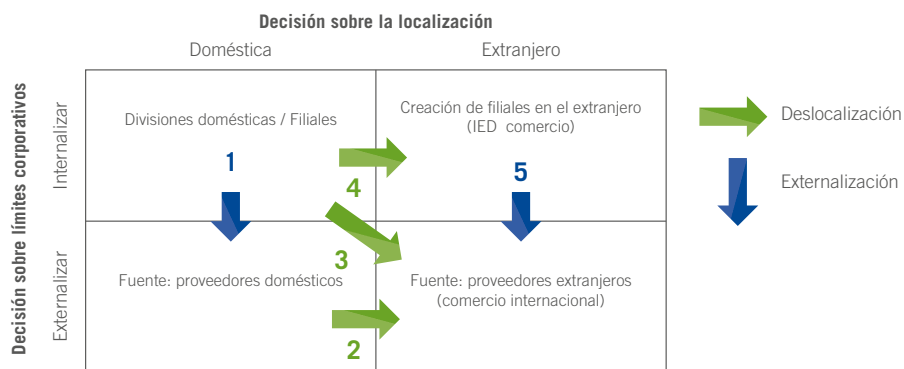 Decisión sobre la localización
Doméstica
Extranjero
Decisión sobre límites corporativos
Internalizar
Divisiones domésticas / Filiales
Creación de filiales en el extranjero
(IED comercio)
1
4
5
Externalizar
3
Fuente: proveedores domésticos
Fuente: proveedores extranjeros
(comercio internacional)
2
Deslocalización
Externalización